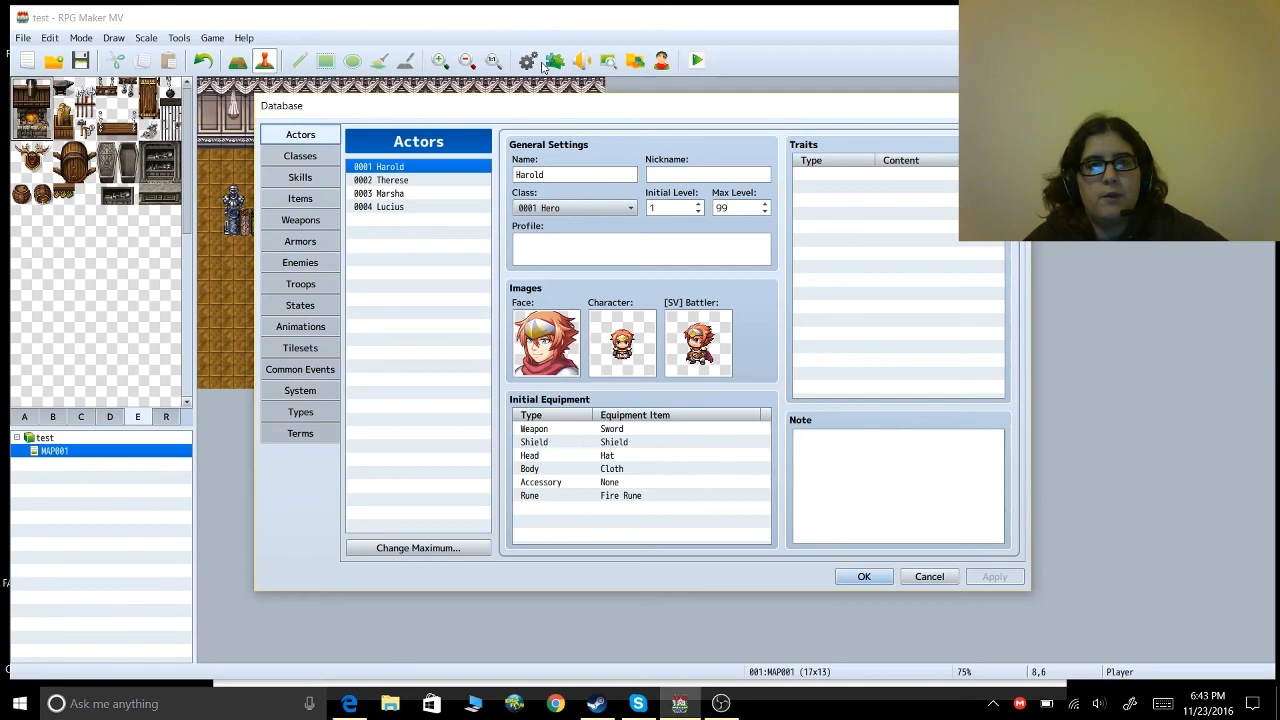 test - RPG Maker MV
File Edit Mode Draw Scale Tools Game Help
1:1
Database
Actors
Classes
Skills
Items
Weapons
Armors
Enemies
Troops
States
Animations
Tilesets
Common Events
System
Types
Terms
Actors
0001 Harold
0002 Therese
0003 Marsha
0004 Lucius
Change Maximum...
General Settings
Name: Nickname:
Harold
Class: Initial Level: Max Level:
0001 Hero 1 99
Profile:
Images
Face: Character: [SV] Battler:
Initial Equipment
Type Equipment Item
Weapon Sword
Shield Shield
Head Hat
Body Cloth
Accessory None
Rune Fire Rune
Traits
Type Content
Note
OK Cancel Apply
A B C D E R
test
MAP001
001:MAP001 (17x13) 75% 8,6 Player
Ask me anything
6:43 PM
11/23/2016